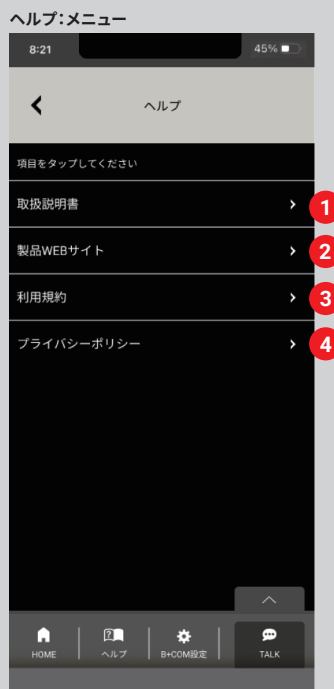 ヘルプ：メニュー
8:21
45%
ヘルプ
項目をタップしてください
取扱説明書
1
製品WEBサイト
2
利用規約
3
プライバシーポリシー
4
HOME
ヘルプ
B+COM設定
TALK